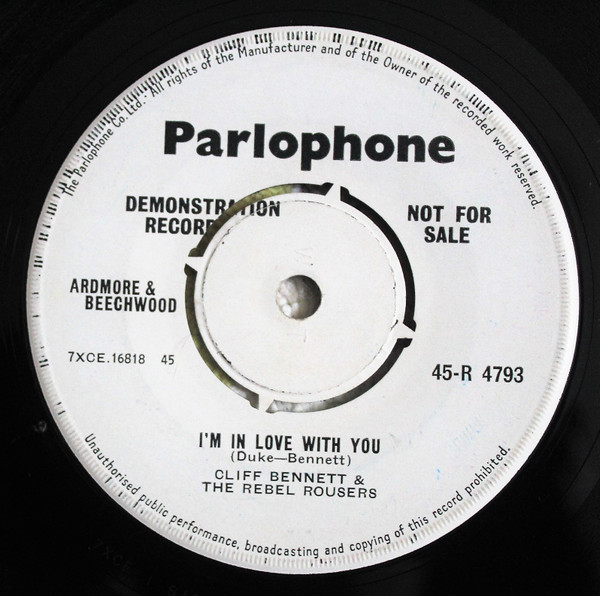 The Parlophone Co. Ltd. All rights of the Manufacturer and of the Owner of the recorded work reserved.
Parlophone
DEMONSTRATION
RECORD
NOT FOR
SALE
ARDMORE &
BEECHWOOD
7XCE.16818 45
45-R 4793
I'M IN LOVE WITH YOU
(Duke—Bennett)
CLIFF BENNETT &
THE REBEL ROUSERS
Unauthorised public performance, broadcasting and copying of this record prohibited.